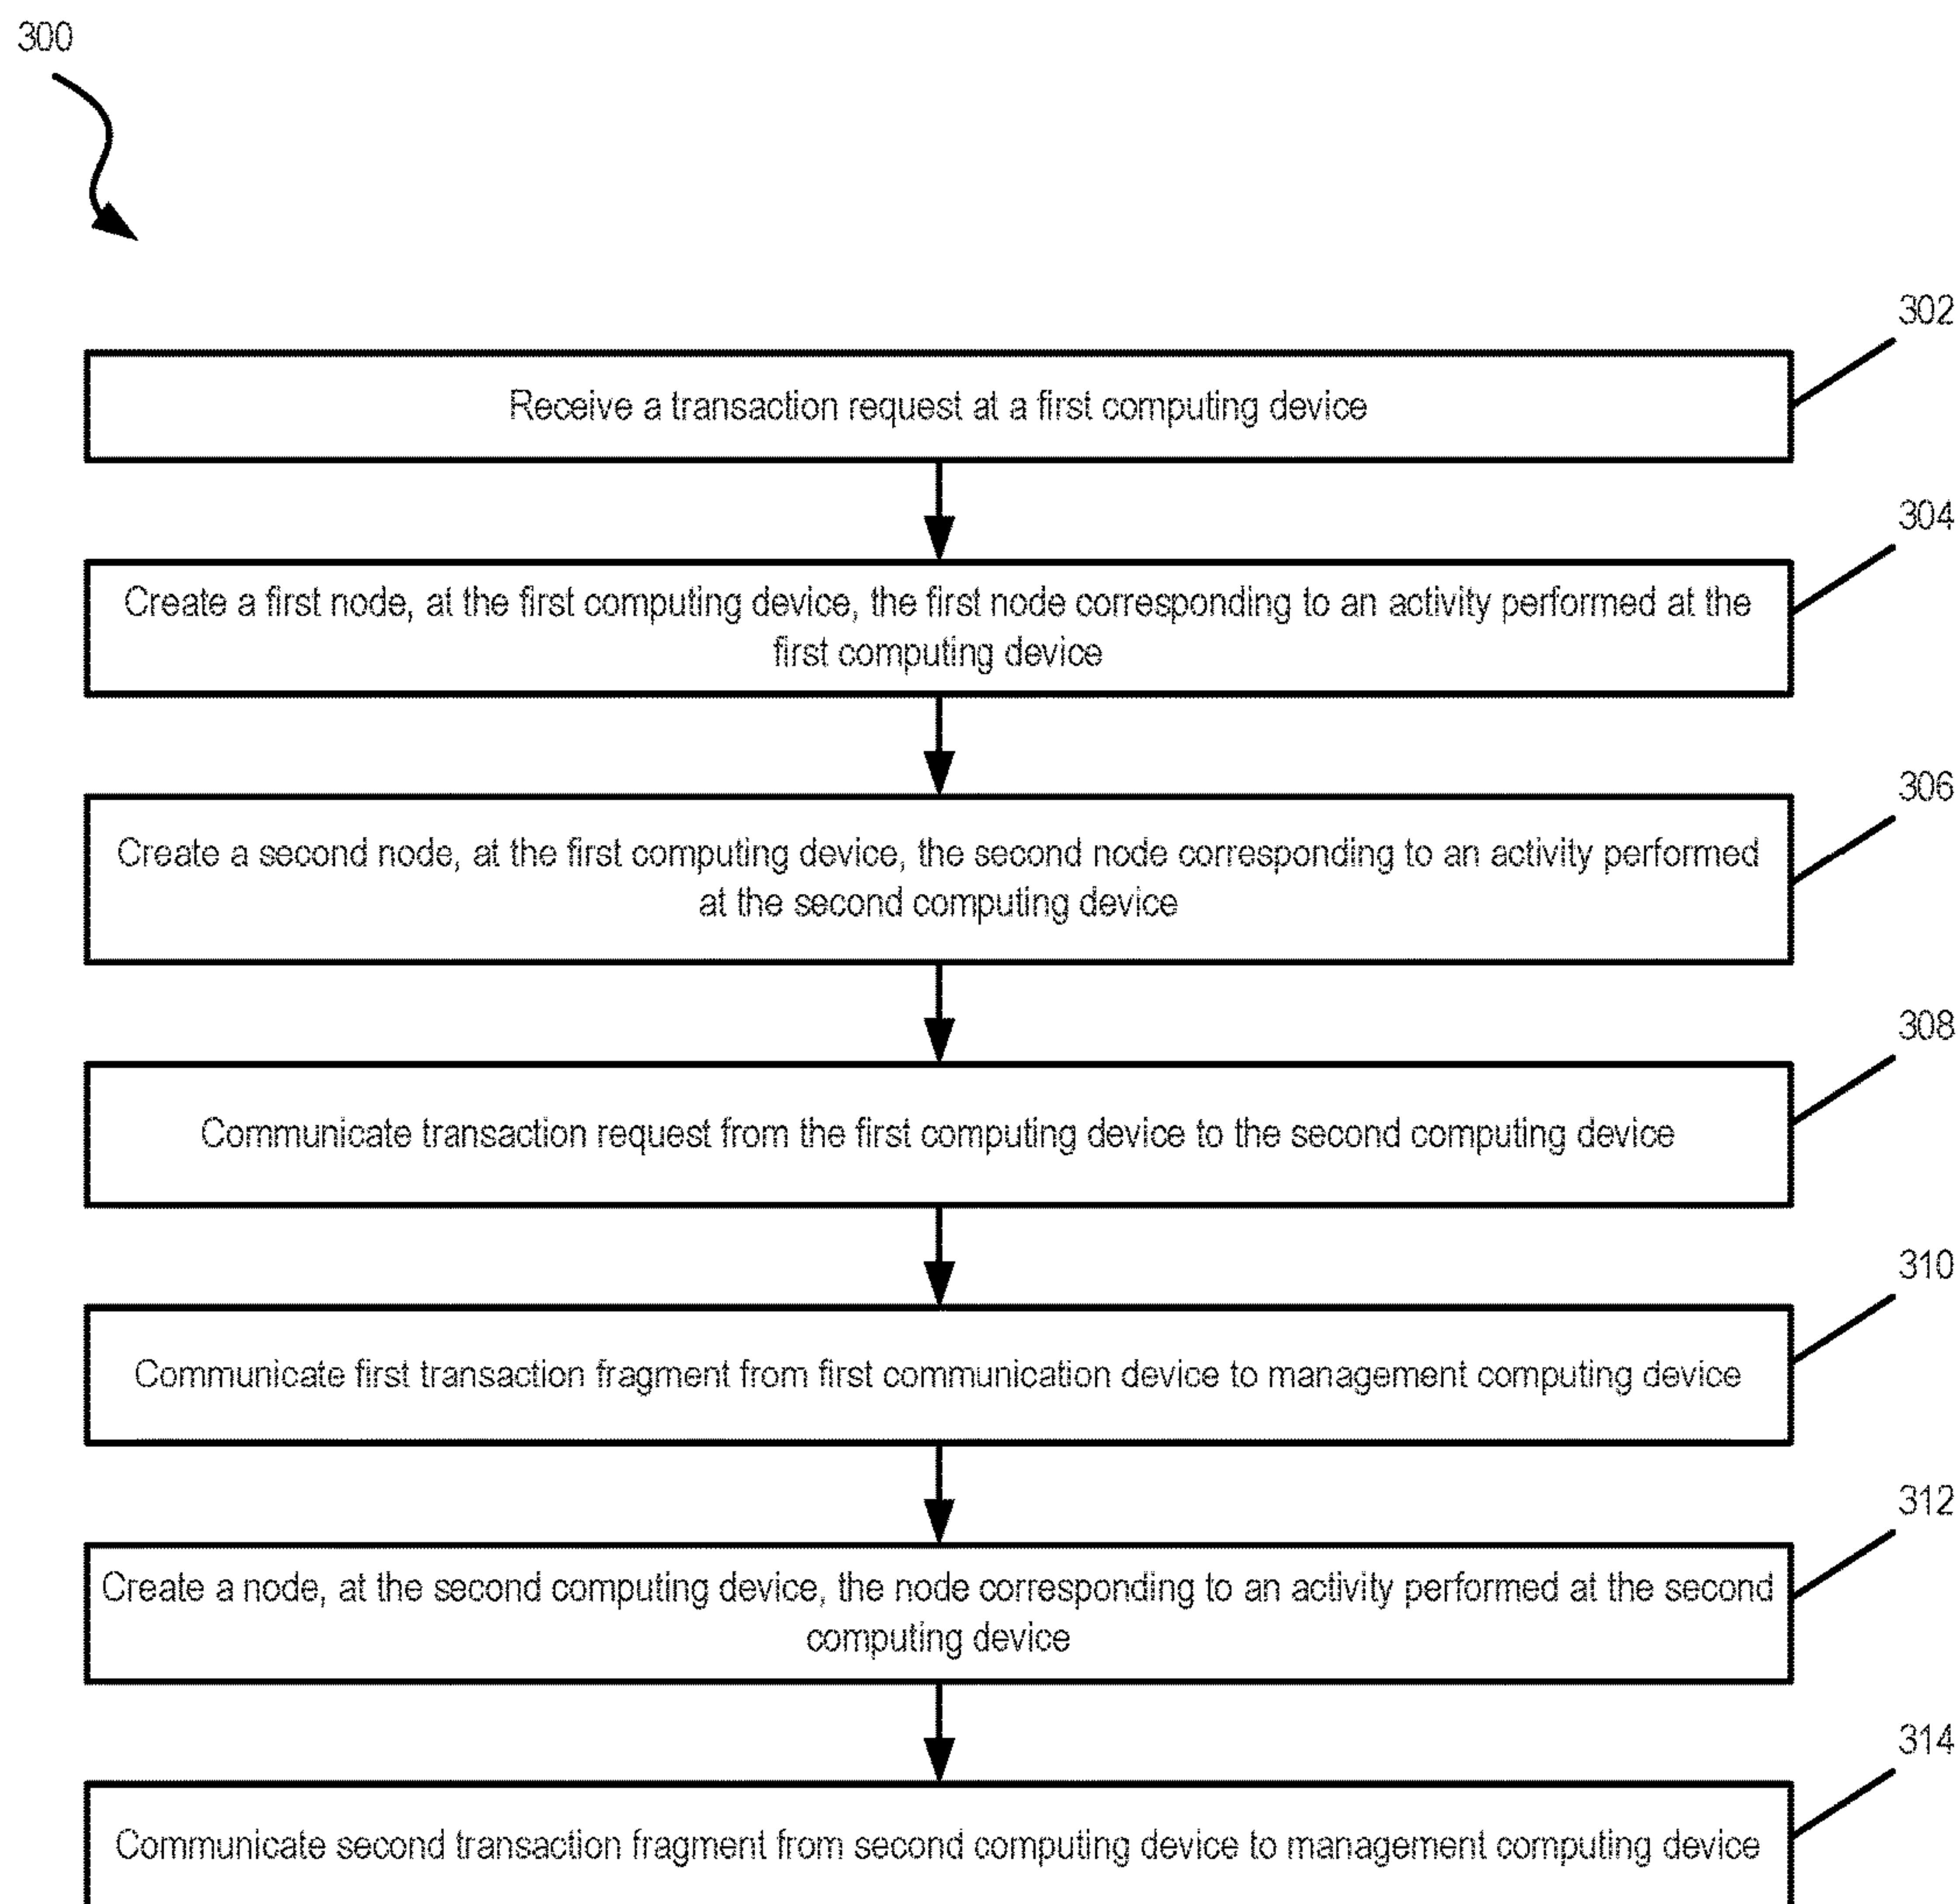 300
302
Receive a transaction request at a first computing device
304
Create a first node, at the first computing device, the first node corresponding to an activity performed at the
first computing device
306
Create a second node, at the first computing device, the second node corresponding to an activity performed
at the second computing device
308
Communicate transaction request from the first computing device to the second computing device
310
Communicate first transaction fragment from first communication device to management computing device
312
Create a node, at the second computing device, the node corresponding to an activity performed at the second
computing device
314
Communicate second transaction fragment from second computing device to management computing device